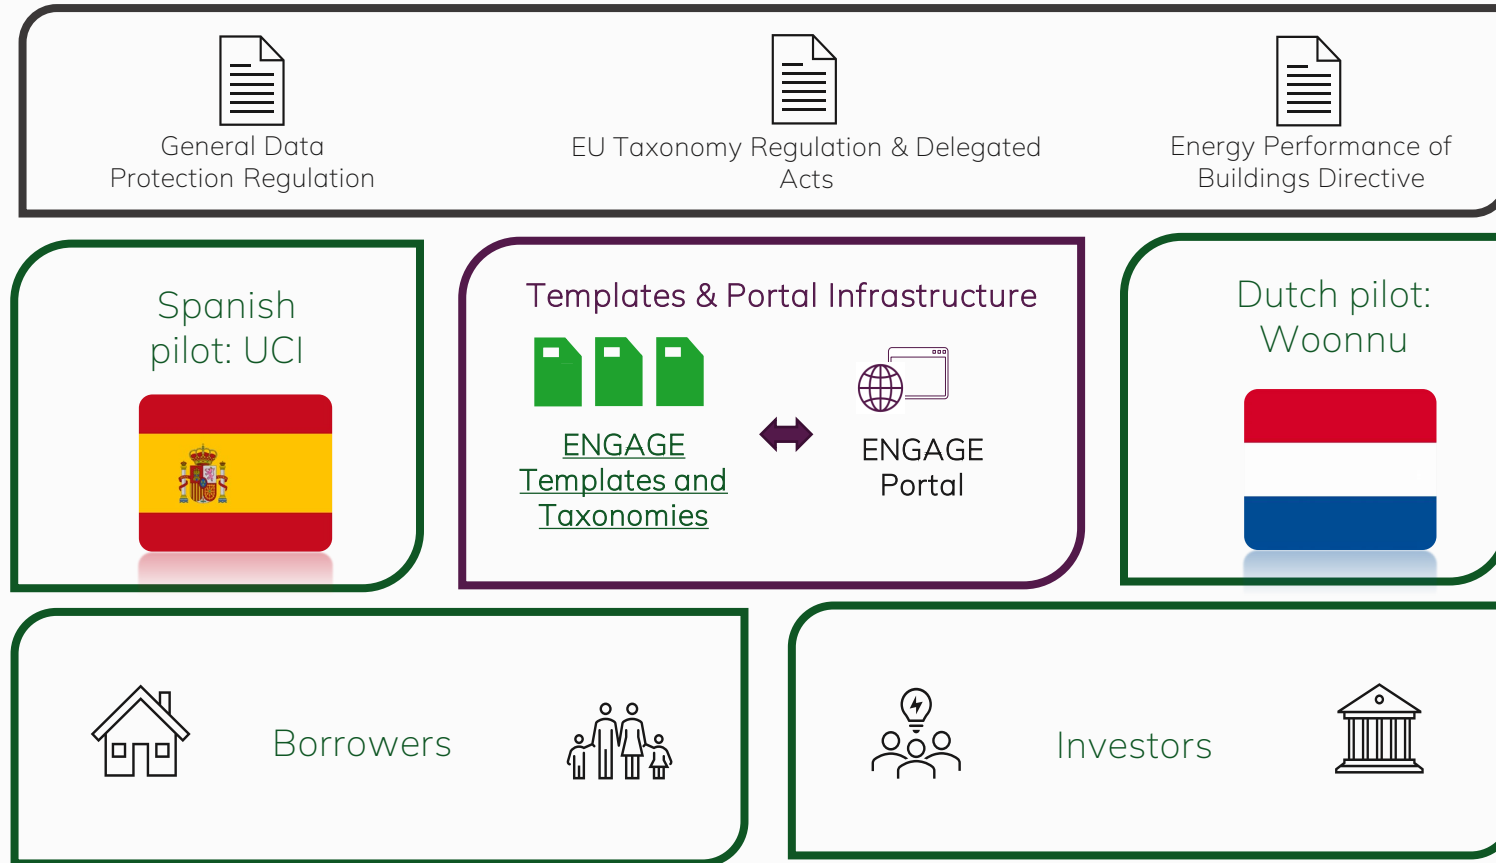 General Data
Protection Regulation
EU Taxonomy Regulation & Delegated
Acts
Energy Performance of
Buildings Directive
Spanish
pilot: UCI
Templates & Portal Infrastructure
ENGAGE
Templates and
Taxonomies
ENGAGE
Portal
Dutch pilot:
Woonnu
Borrowers
Investors